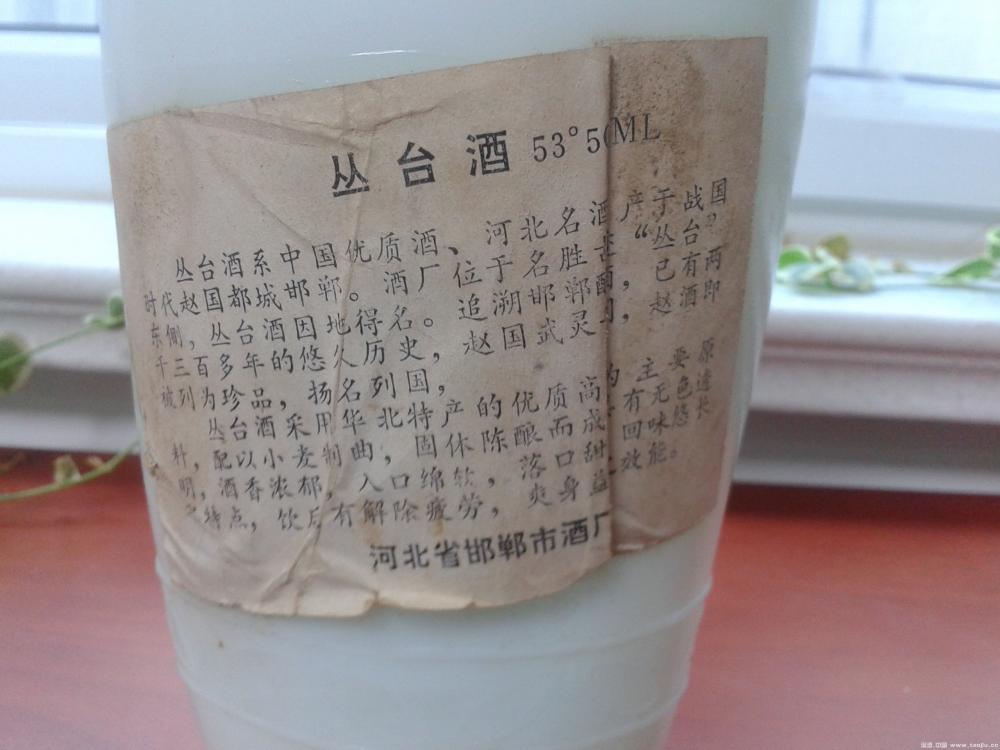 丛台酒 53°5 ML
丛台酒系中国优质酒、河北名酒 产于战国
时代赵国都城邯郸。酒厂位于名胜 “丛台”
东侧,丛台酒因地得名。追溯邯郸酿,已有两
千三百多年的悠久历史,赵国武灵 ,赵酒即
被列为珍品,扬名列国,
丛台酒采用华北特产的优质高 为主要原
料,配以小麦制曲,固体陈酿而成 有无色透
明,酒香浓郁,入口绵软,落口甜 回味悠长
之特点,饮后有解除疲劳,爽身益 效能。
河北省邯郸市酒厂